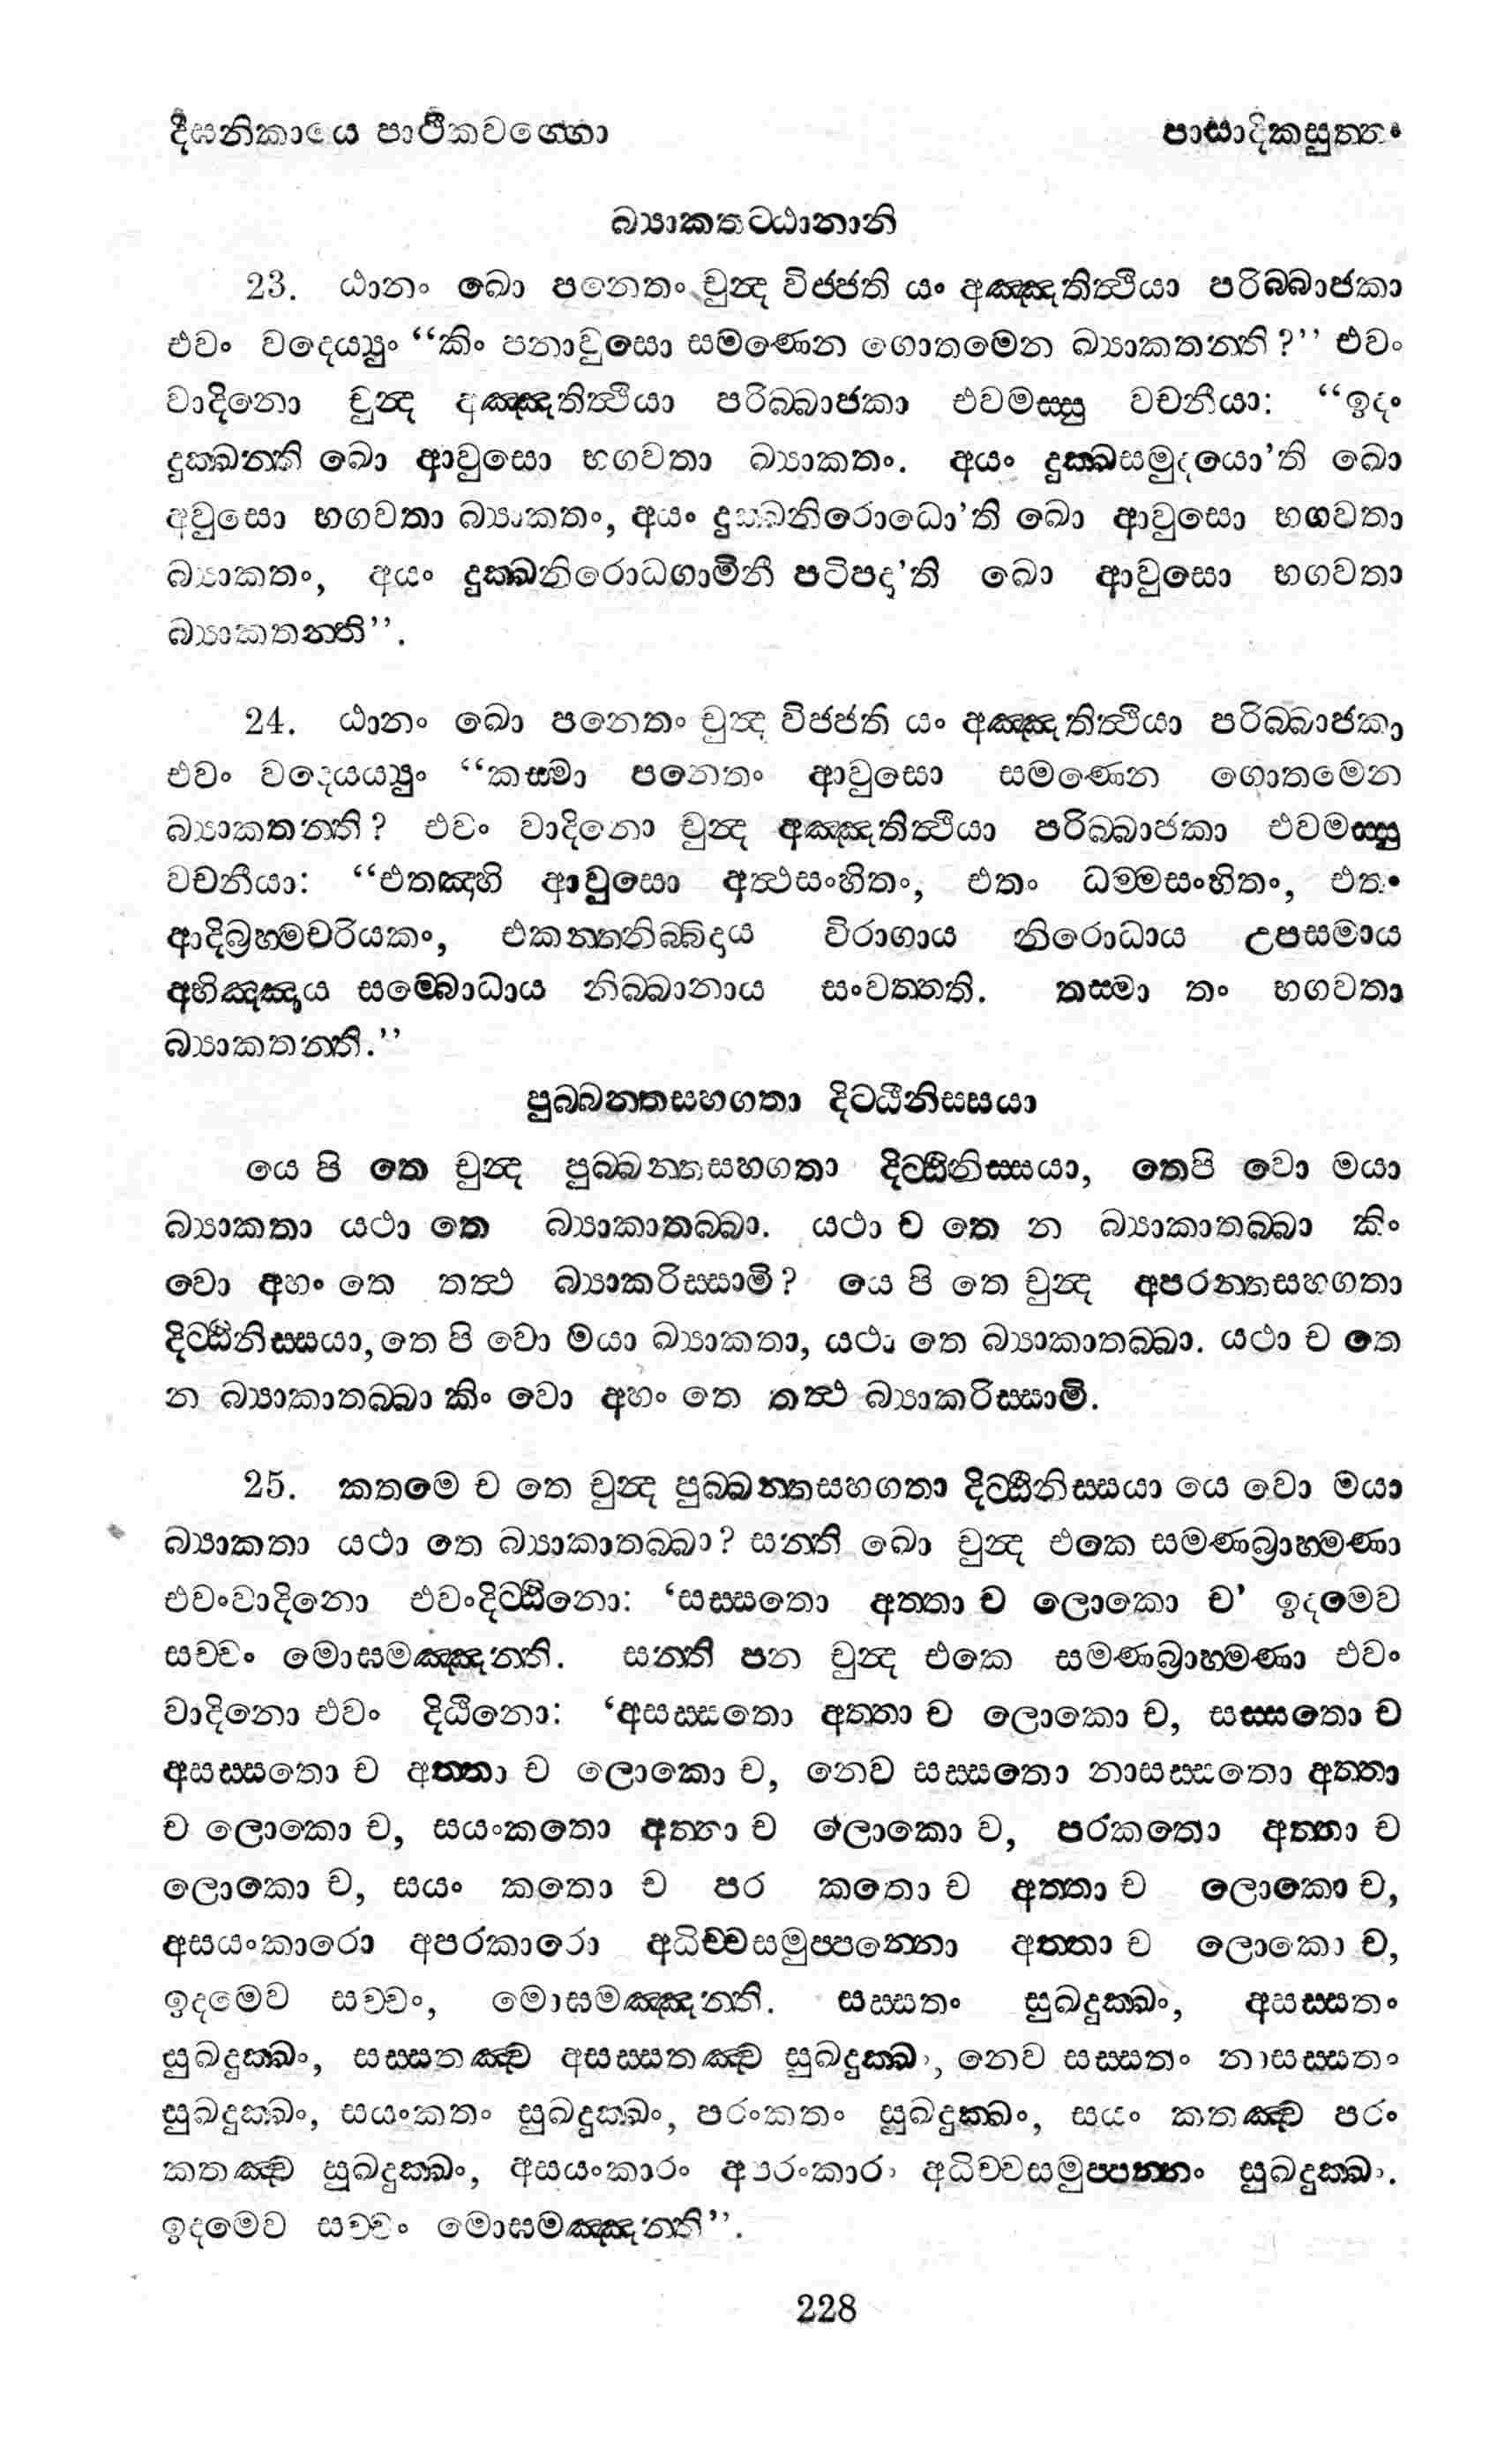 දීඝනිකායෙ පාථිකවග්ගො පාසාදිකසුත්තං
බ්‍යාකතට්ඨානානි
23. ඨානං ඛො පනෙතං චුන්ද විජ්ජති යං අඤ්ඤතිත්ථියා පරිබ්බාජකා
එවං වදෙය්‍යුං “කිං පනාවුසො සමණෙන ගොතමෙන බ්‍යාකතන්ති?” එවං
වාදිනො චුන්ද අඤ්ඤතිත්ථියා පරිබ්බාජකා එවමස්සු වචනීයා: “ඉදං
දුක්ඛන්ති ඛො ආවුසො භගවතා බ්‍යාකතං. අයං දුක්ඛසමුදයො’ති ඛො
අවුසො භගවතා බ්‍යාකතං, අයං දුක්ඛනිරොධො’ති ඛො ආවුසො භගවතා
බ්‍යාකතං, අයං දුක්ඛනිරොධගාමිනී පටිපදා’ති ඛො ආවුසො භගවතා
බ්‍යාකතන්ති”.
24. ඨානං ඛො පනෙතං චුන්ද විජ්ජති යං අඤ්ඤතිත්ථියා පරිබ්බාජකා
එවං වදෙයය්‍යුං “කස්මා පනෙතං ආවුසො සමණෙන ගොතමෙන
බ්‍යාකතන්ති? එවං වාදිනො චුන්ද අඤ්ඤතිත්ථියා පරිබ්බාජකා එවමස්සු
වචනීයා: “එතඤ්හි ආවුසො අත්ථසංහිතං, එතං ධම්මසංහිතං, එතං
ආදිබ්‍රහ්මචරියකං, එකන්තනිබ්බිදාය විරාගාය නිරොධාය උපසමාය
අභිඤ්ඤාය සම්බොධාය නිබ්බානාය සංවත්තති. තස්මා තං භගවතා
බ්‍යාකතන්ති.”
පුබ්බන්තසහගතා දිට්ඨිනිස්සයා
යෙ පි තෙ චුන්ද පුබ්බන්තසහගතා දිට්ඨිනිස්සයා, තෙපි වො මයා
බ්‍යාකතා යථා තෙ බ්‍යාකාතබ්බා. යථා ච තෙ න බ්‍යාකාතබ්බා කිං
වො අහං තෙ තත්ථ බ්‍යාකරිස්සාමි? යෙ පි තෙ චුන්ද අපරන්තසහගතා
දිට්ඨිනිස්සයා, තෙ පි වො මයා බ්‍යාකතා, යථා තෙ බ්‍යාකාතබ්බා. යථා ච තෙ
න බ්‍යාකාතබ්බා කිං වො අහං තෙ තත්ථ බ්‍යාකරිස්සාමි.
25. කතමෙ ච තෙ චුන්ද පුබ්බන්තසහගතා දිට්ඨිනිස්සයා යෙ වො මයා
බ්‍යාකතා යථා තෙ බ්‍යාකාතබ්බා? සන්ති ඛො චුන්ද එකෙ සමණබ්‍රාහ්මණා
එවංවාදිනො එවංදිට්ඨිනො: ‘සස්සතො අත්තා ච ලොකො ච’ ඉදමෙව
සච්චං මොඝමඤ්ඤන්ති. සන්ති පන චුන්ද එකෙ සමණබ්‍රාහ්මණා එවං
වාදිනො එවං දිඨිනො: ‘අසස්සතො අත්තා ච ලොකො ච, සස්සතො ච
අසස්සතො ච අත්තා ච ලොකො ච, නෙව සස්සතො නාසස්සතො අත්තා
ච ලොකො ච, සයංකතො අත්තා ච ලොකො ච, පරකතො අත්තා ච
ලොකො ච, සයං කතො ච පර කතො ච අත්තා ච ලොකො ච,
අසයංකාරො අපරකාරො අධිච්චසමුප්පන්නො අත්තා ච ලොකො ච,
ඉදමෙව සච්චං, මොඝමඤ්ඤන්ති. සස්සතං සුඛදුක්ඛං, අසස්සතං
සුඛදුක්ඛං, සස්සතඤ්ච අසස්සතඤ්ච සුඛදුක්ඛං, නෙව සස්සතං නාසස්සතං
සුඛදුක්ඛං, සයංකතං සුඛදුක්ඛං, පරංකතං සුඛදුක්ඛං, සයං කතඤ්ච පරං
කතඤ්ච සුඛදුක්ඛං, අසයංකාරං අපරංකාරං අධිච්චසමුප්පන්නං සුඛදුක්ඛං.
ඉදමෙව සච්චං මොඝමඤ්ඤන්ති”.
228